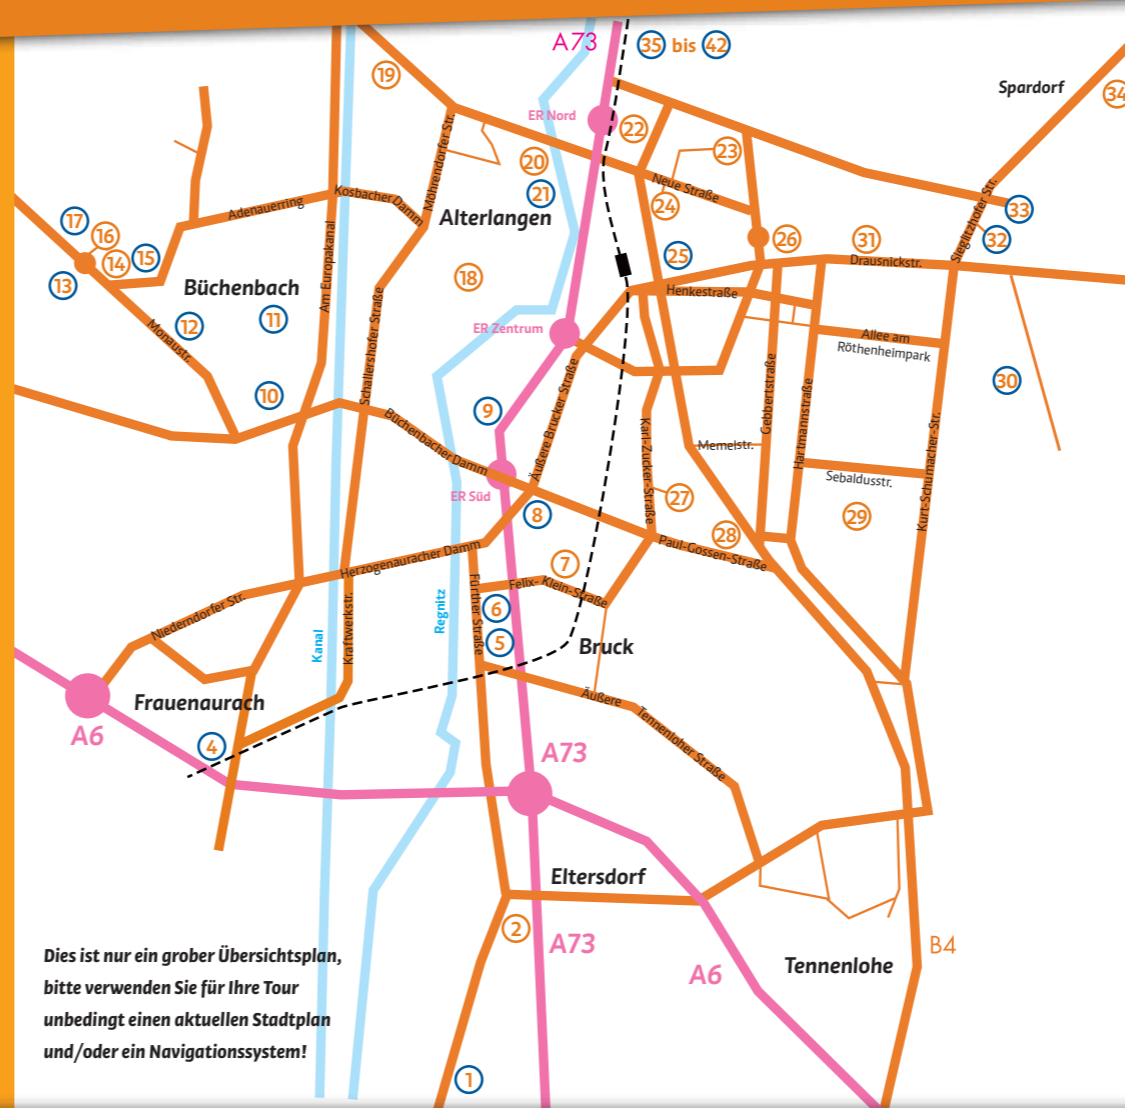 A73
35 bis 42
19
Spardorf
34
ER Nord
22
23
20
21
Neue Straße
24
Möhrendorfer Str.
Kosbacher Damm
Adenauerring
Alterlangen
Sieglitzhofer Str.
33
32
17
16
15
14
13
25
26
31
Drausnickstr.
18
Büchenbach
Henkestraße
Am Europakanal
11
12
Monaustr.
Schallershofer Straße
ER Zentrum
Allee am
Röthenheimpark
30
10
9
Büchenbacher Damm
Äußere Brucker Straße
Karl-Zucker-Straße
Memelstr.
Gebbertstraße
Hartmannstraße
Sebaldusstr.
Kurt-Schumacher-Str.
ER Süd
8
27
28
29
Paul-Gossen-Straße
Herzogenauracher Damm
7
Felix-Klein-Straße
Further Straße
6
5
Niederndorfer Str.
Kraftwerkstr.
Kanal
Regnitz
Bruck
Frauenaurach
A6
4
Äußere
Tennenloher Straße
A73
Eltersdorf
2
A73
A6
Tennenlohe
B4
Dies ist nur ein grober Übersichtsplan,
bitte verwenden Sie für Ihre Tour
unbedingt einen aktuellen Stadtplan
und/oder ein Navigationssystem!
1